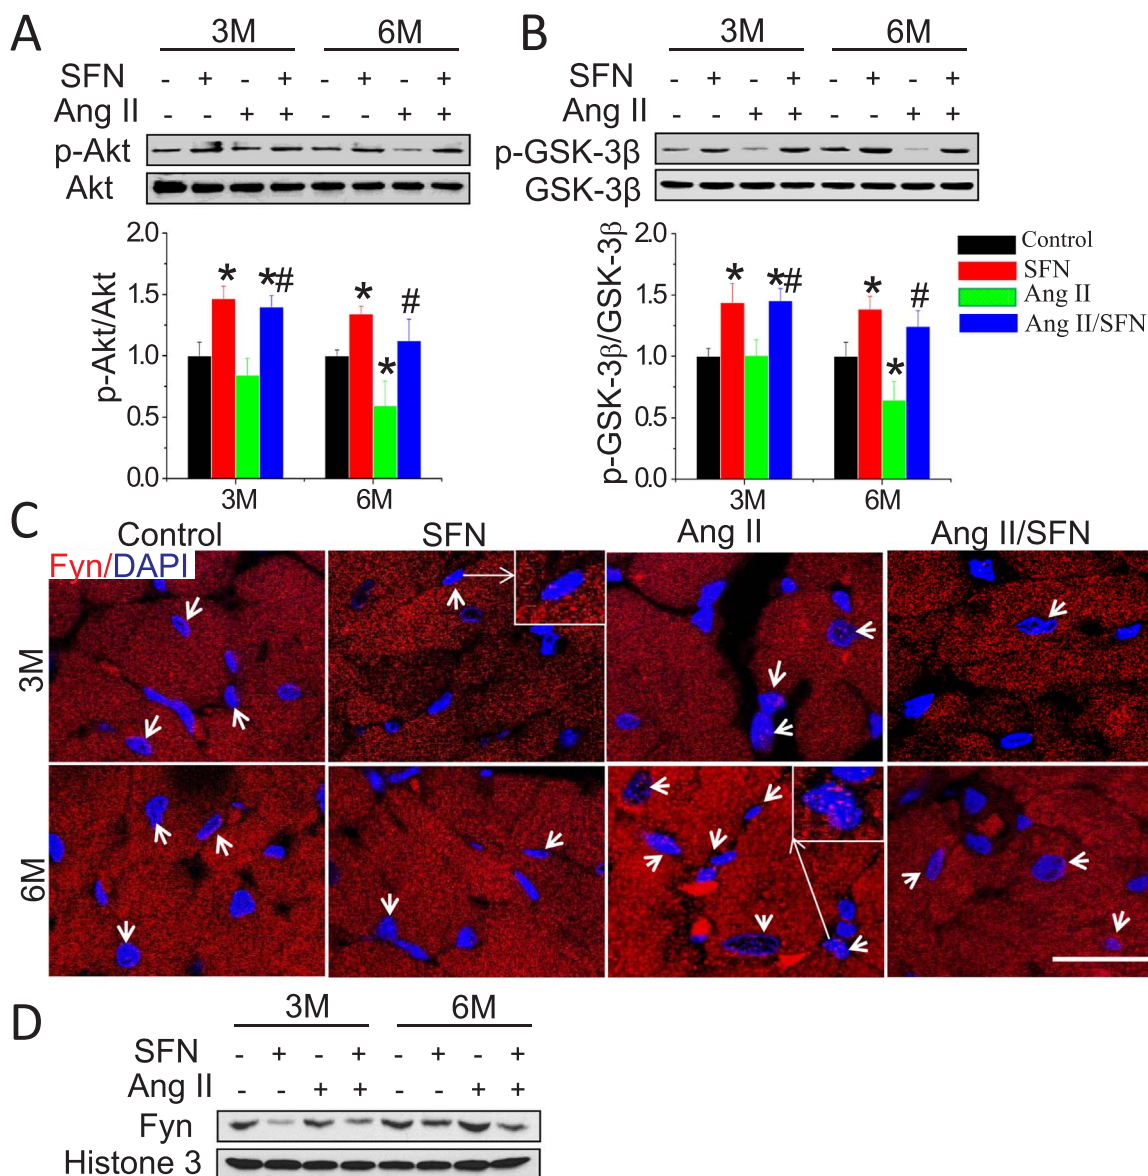 A
3M 6M
SFN - + - + - + - +
Ang II - - + + - - + +
p-Akt
Akt
p-Akt/Akt
2.0
1.5
1.0
0.5
0.0
* *# * * #
3M 6M
B
3M 6M
SFN - + - + - + - +
Ang II - - + + - - + +
p-GSK-3β
GSK-3β
p-GSK-3β/GSK-3β
2.0
1.5
1.0
0.5
0.0
* *# * * #
3M 6M
Control
SFN
Ang II
Ang II/SFN
C
Control SFN Ang II Ang II/SFN
Fyn/DAPI
3M
6M
D
3M 6M
SFN - + - + - + - +
Ang II - - + + - - + +
Fyn
Histone 3